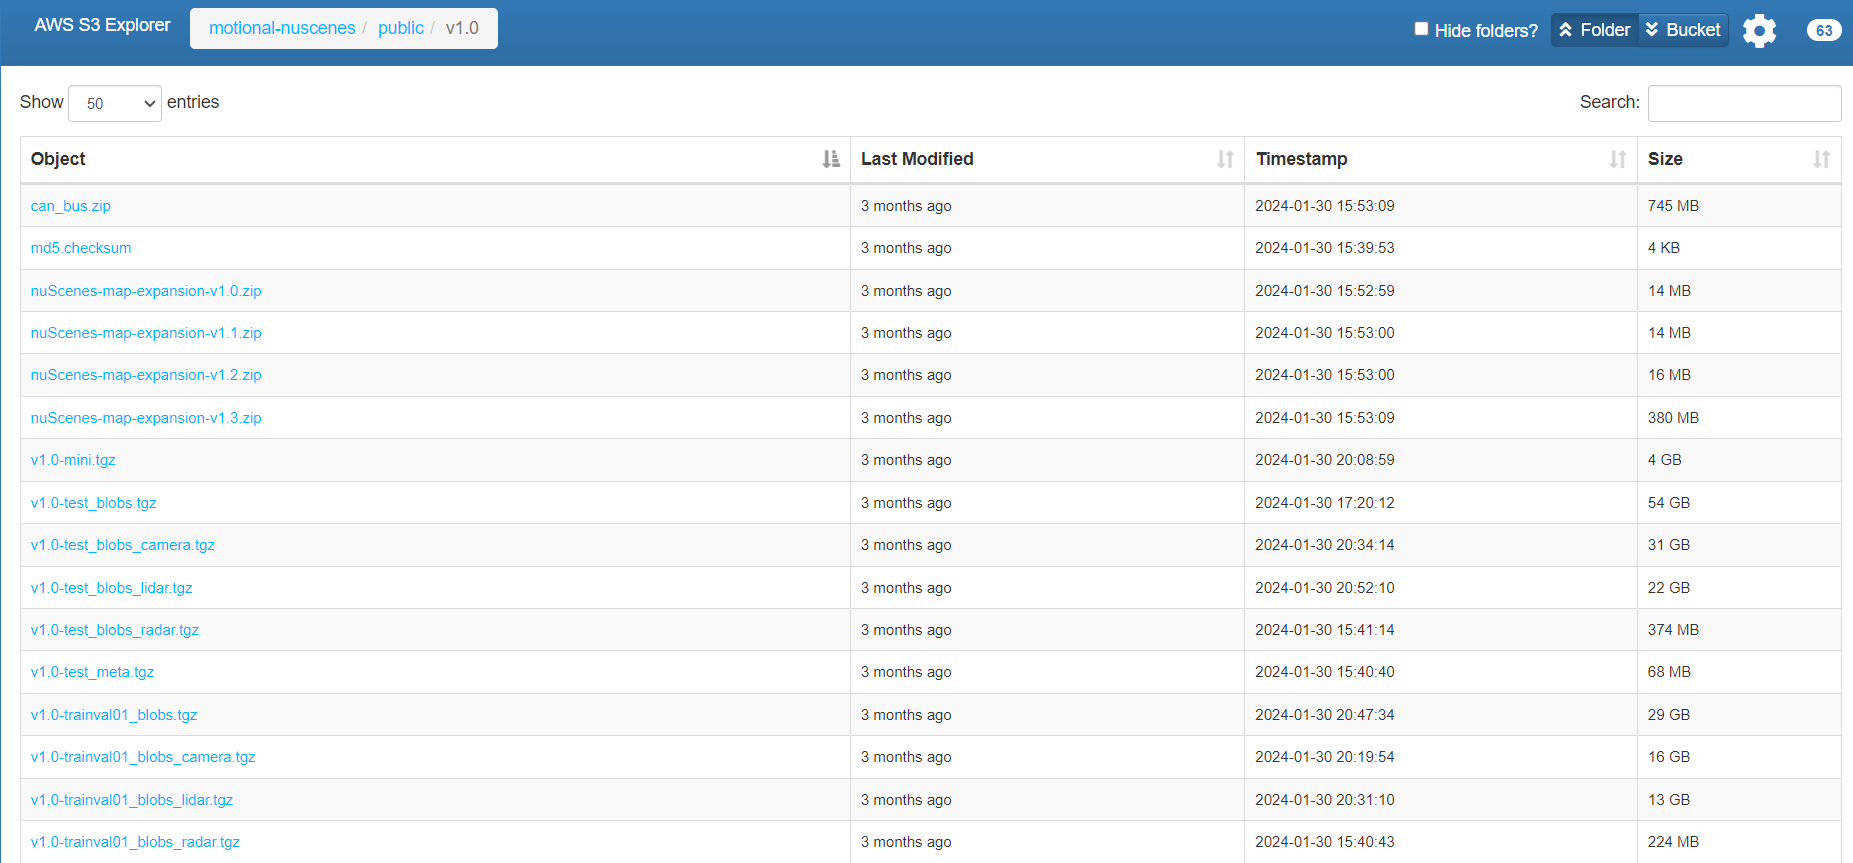 AWS S3 Explorer motional-nuscenes / public / v1.0 Hide folders? Folder Bucket 63
Show 50 entries Search:
Object Last Modified Timestamp Size
can_bus.zip 3 months ago 2024-01-30 15:53:09 745 MB
md5.checksum 3 months ago 2024-01-30 15:39:53 4 KB
nuScenes-map-expansion-v1.0.zip 3 months ago 2024-01-30 15:52:59 14 MB
nuScenes-map-expansion-v1.1.zip 3 months ago 2024-01-30 15:53:00 14 MB
nuScenes-map-expansion-v1.2.zip 3 months ago 2024-01-30 15:53:00 16 MB
nuScenes-map-expansion-v1.3.zip 3 months ago 2024-01-30 15:53:09 380 MB
v1.0-mini.tgz 3 months ago 2024-01-30 20:08:59 4 GB
v1.0-test_blobs.tgz 3 months ago 2024-01-30 17:20:12 54 GB
v1.0-test_blobs_camera.tgz 3 months ago 2024-01-30 20:34:14 31 GB
v1.0-test_blobs_lidar.tgz 3 months ago 2024-01-30 20:52:10 22 GB
v1.0-test_blobs_radar.tgz 3 months ago 2024-01-30 15:41:14 374 MB
v1.0-test_meta.tgz 3 months ago 2024-01-30 15:40:40 68 MB
v1.0-trainval01_blobs.tgz 3 months ago 2024-01-30 20:47:34 29 GB
v1.0-trainval01_blobs_camera.tgz 3 months ago 2024-01-30 20:19:54 16 GB
v1.0-trainval01_blobs_lidar.tgz 3 months ago 2024-01-30 20:31:10 13 GB
v1.0-trainval01_blobs_radar.tgz 3 months ago 2024-01-30 15:40:43 224 MB